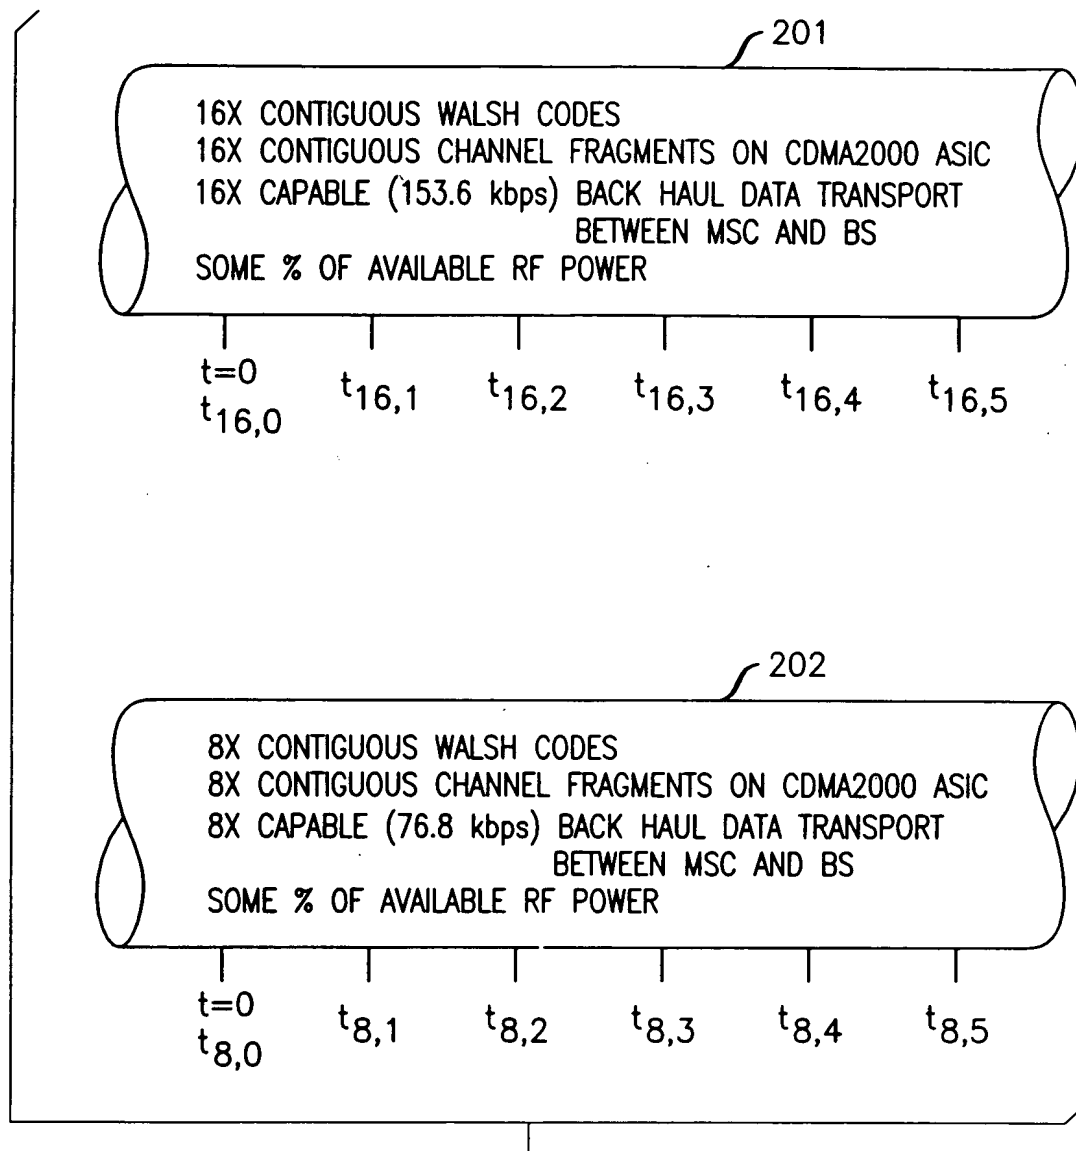 201
16X CONTIGUOUS WALSH CODES
16X CONTIGUOUS CHANNEL FRAGMENTS ON CDMA2000 ASIC
16X CAPABLE (153.6 kbps) BACK HAUL DATA TRANSPORT
BETWEEN MSC AND BS
SOME % OF AVAILABLE RF POWER
t=0
t16,0 t16,1 t16,2 t16,3 t16,4 t16,5
202
8X CONTIGUOUS WALSH CODES
8X CONTIGUOUS CHANNEL FRAGMENTS ON CDMA2000 ASIC
8X CAPABLE (76.8 kbps) BACK HAUL DATA TRANSPORT
BETWEEN MSC AND BS
SOME % OF AVAILABLE RF POWER
t=0
t8,0 t8,1 t8,2 t8,3 t8,4 t8,5